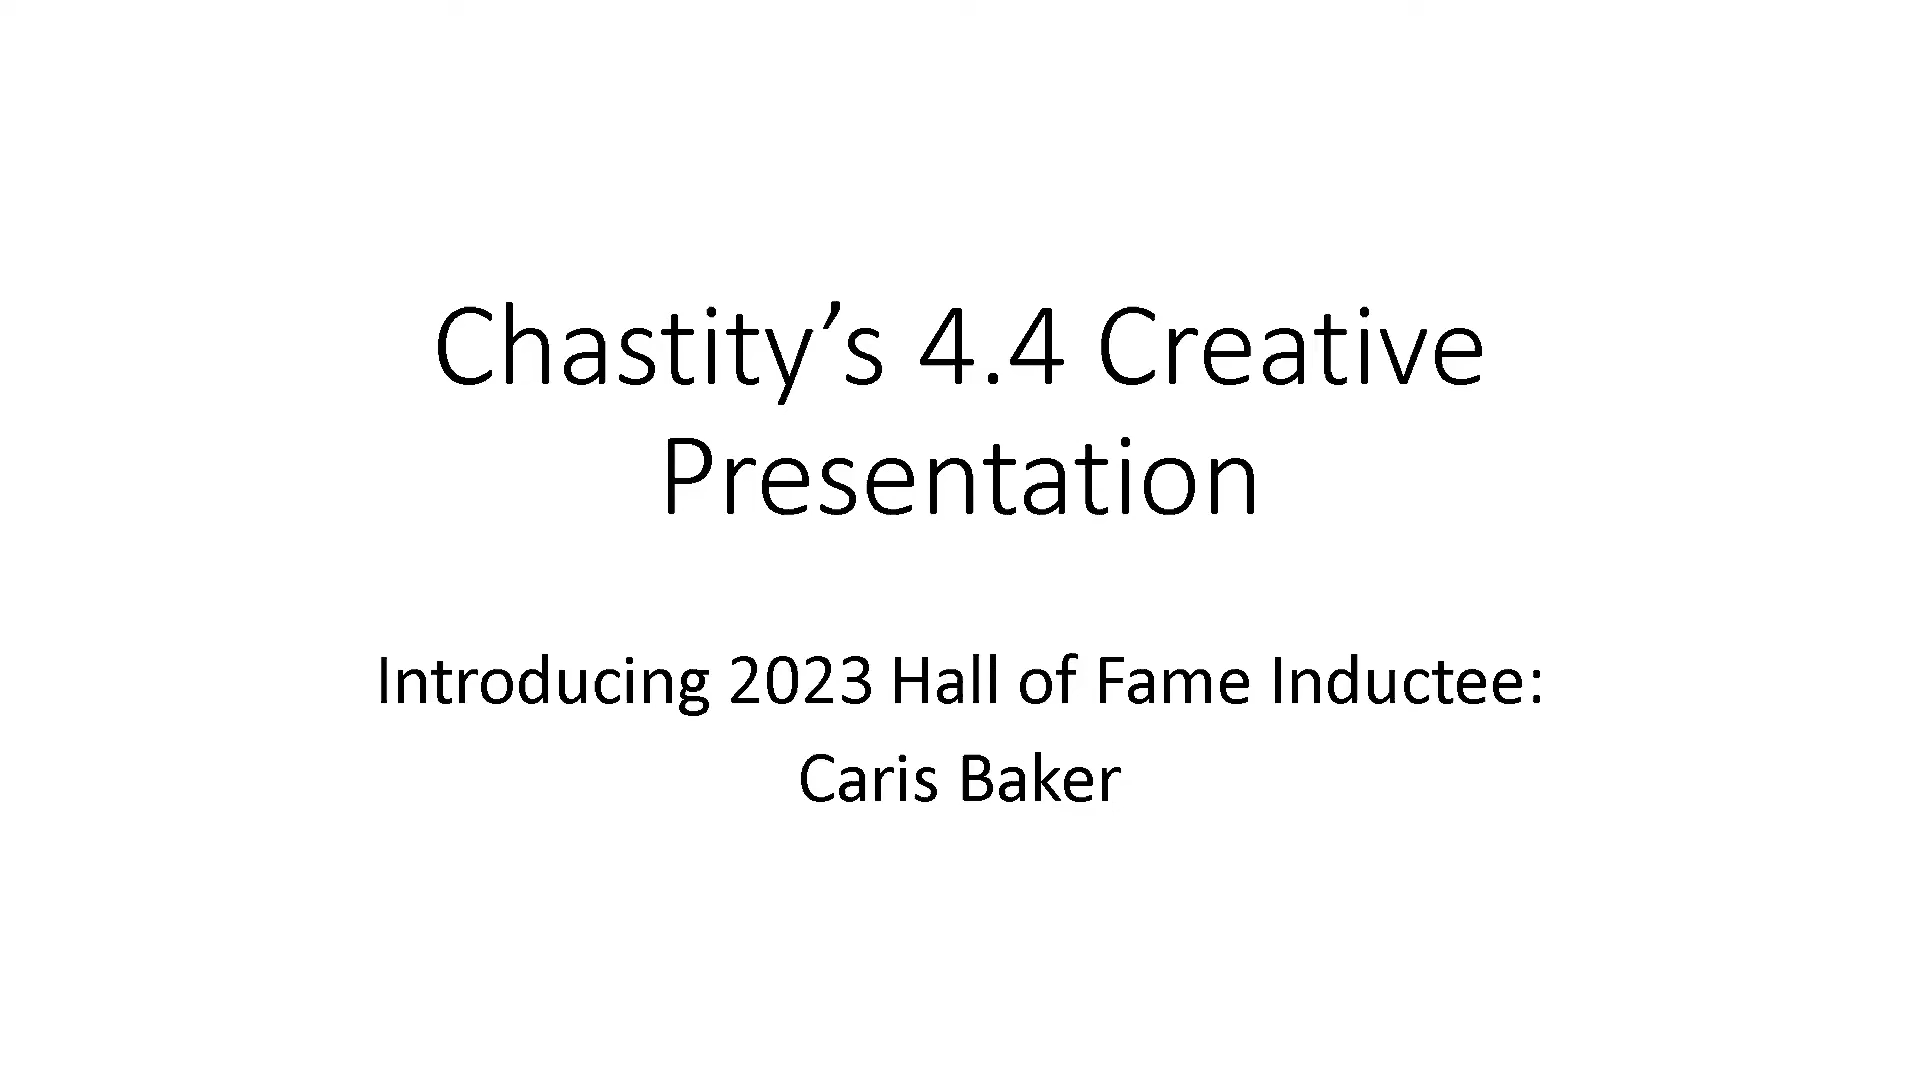 Chastity’s 4.4 Creative
Presentation
Introducing 2023 Hall of Fame Inductee:
Caris Baker